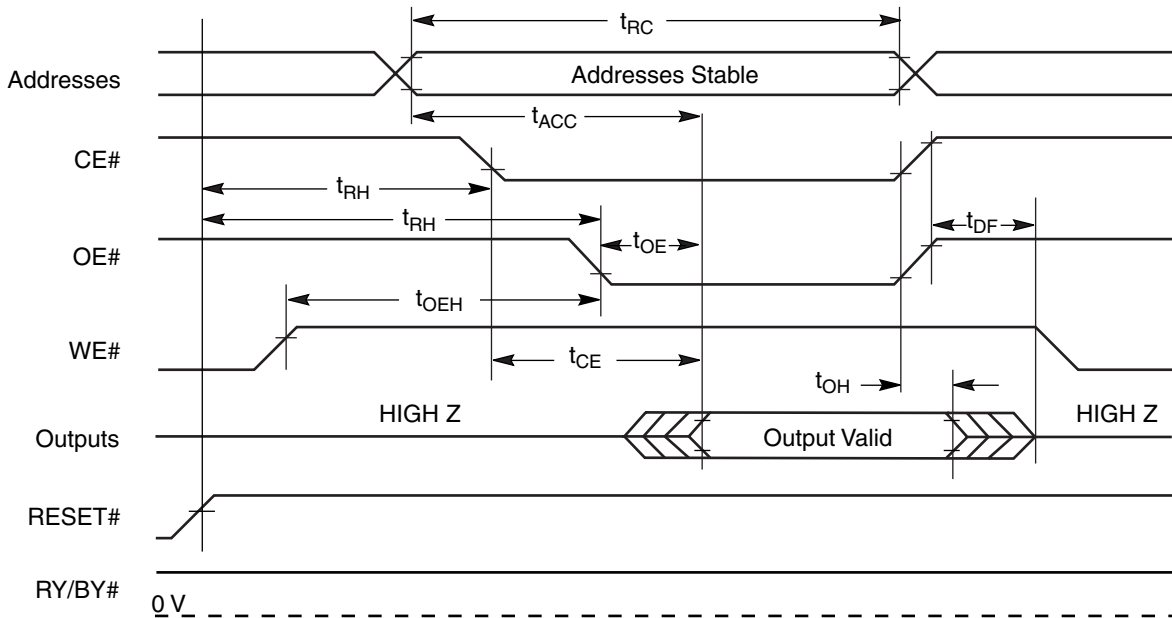 tRC
Addresses
Addresses Stable
tACC
CE#
tRH
tRH
tDF
OE#
tOE
tOEH
WE#
tCE
tOH
HIGH Z
HIGH Z
Outputs
Output Valid
RESET#
RY/BY#
0 V